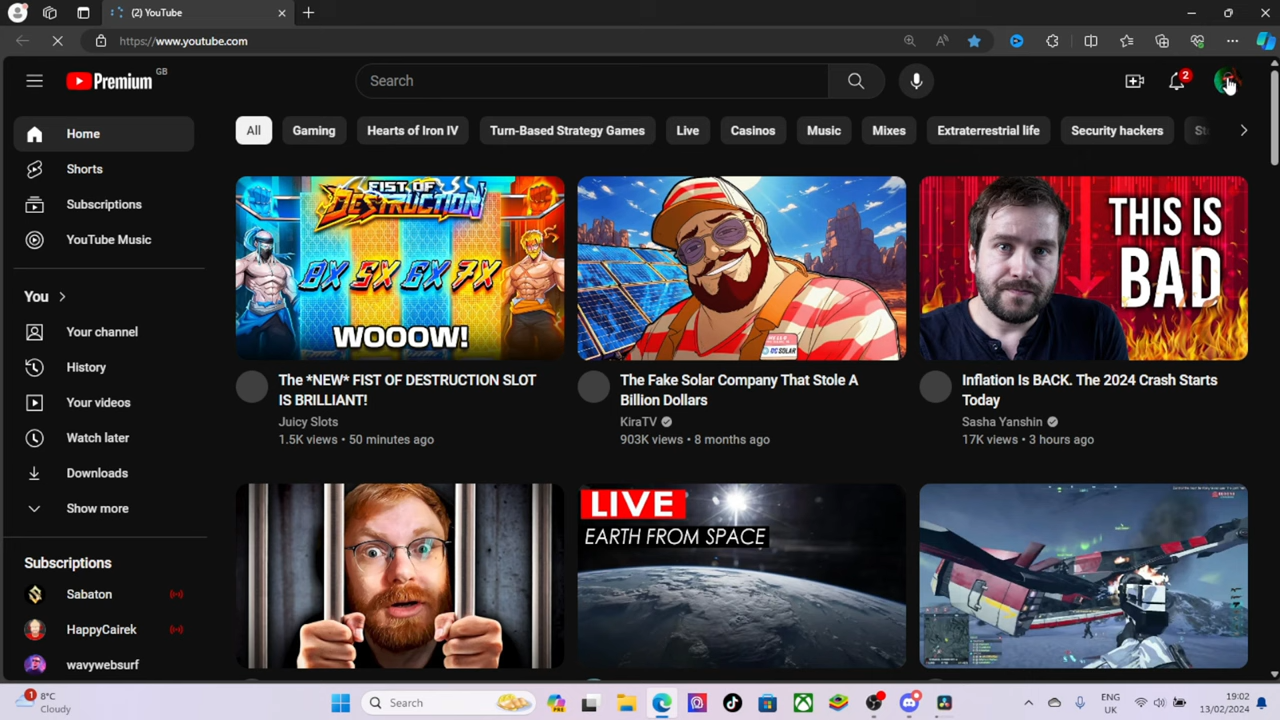 (2) YouTube
https://www.youtube.com
Premium GB
Search
2
Home
Shorts
Subscriptions
YouTube Music
You
Your channel
History
Your videos
Watch later
Downloads
Show more
Subscriptions
Sabaton
HappyCairek
wavywebsurf
All
Gaming
Hearts of Iron IV
Turn-Based Strategy Games
Live
Casinos
Music
Mixes
Extraterrestrial life
Security hackers
FIST OF
DESTRUCTION
8X 5X 6X 7X
WOOOW!
The *NEW* FIST OF DESTRUCTION SLOT
IS BRILLIANT!
Juicy Slots
1.5K views • 50 minutes ago
The Fake Solar Company That Stole A
Billion Dollars
KiraTV
903K views • 8 months ago
THIS IS
BAD
Inflation Is BACK. The 2024 Crash Starts
Today
Sasha Yanshin
17K views • 3 hours ago
LIVE
EARTH FROM SPACE
1
8°C
Cloudy
Search
ENG
UK
19:02
13/02/2024